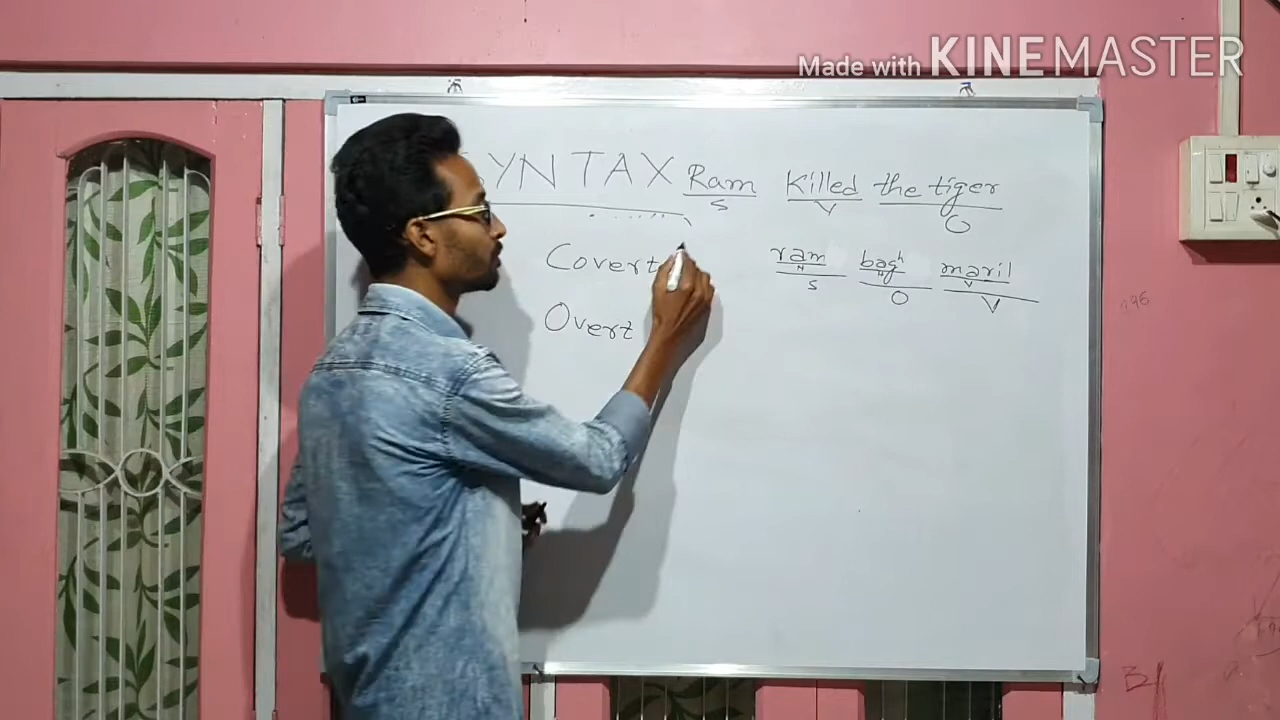 Made with KINEMASTER
SYNTAX
Ram Killed the tiger
S V O
Covert
ram bagʰ maril
N N V
S O V
Overt